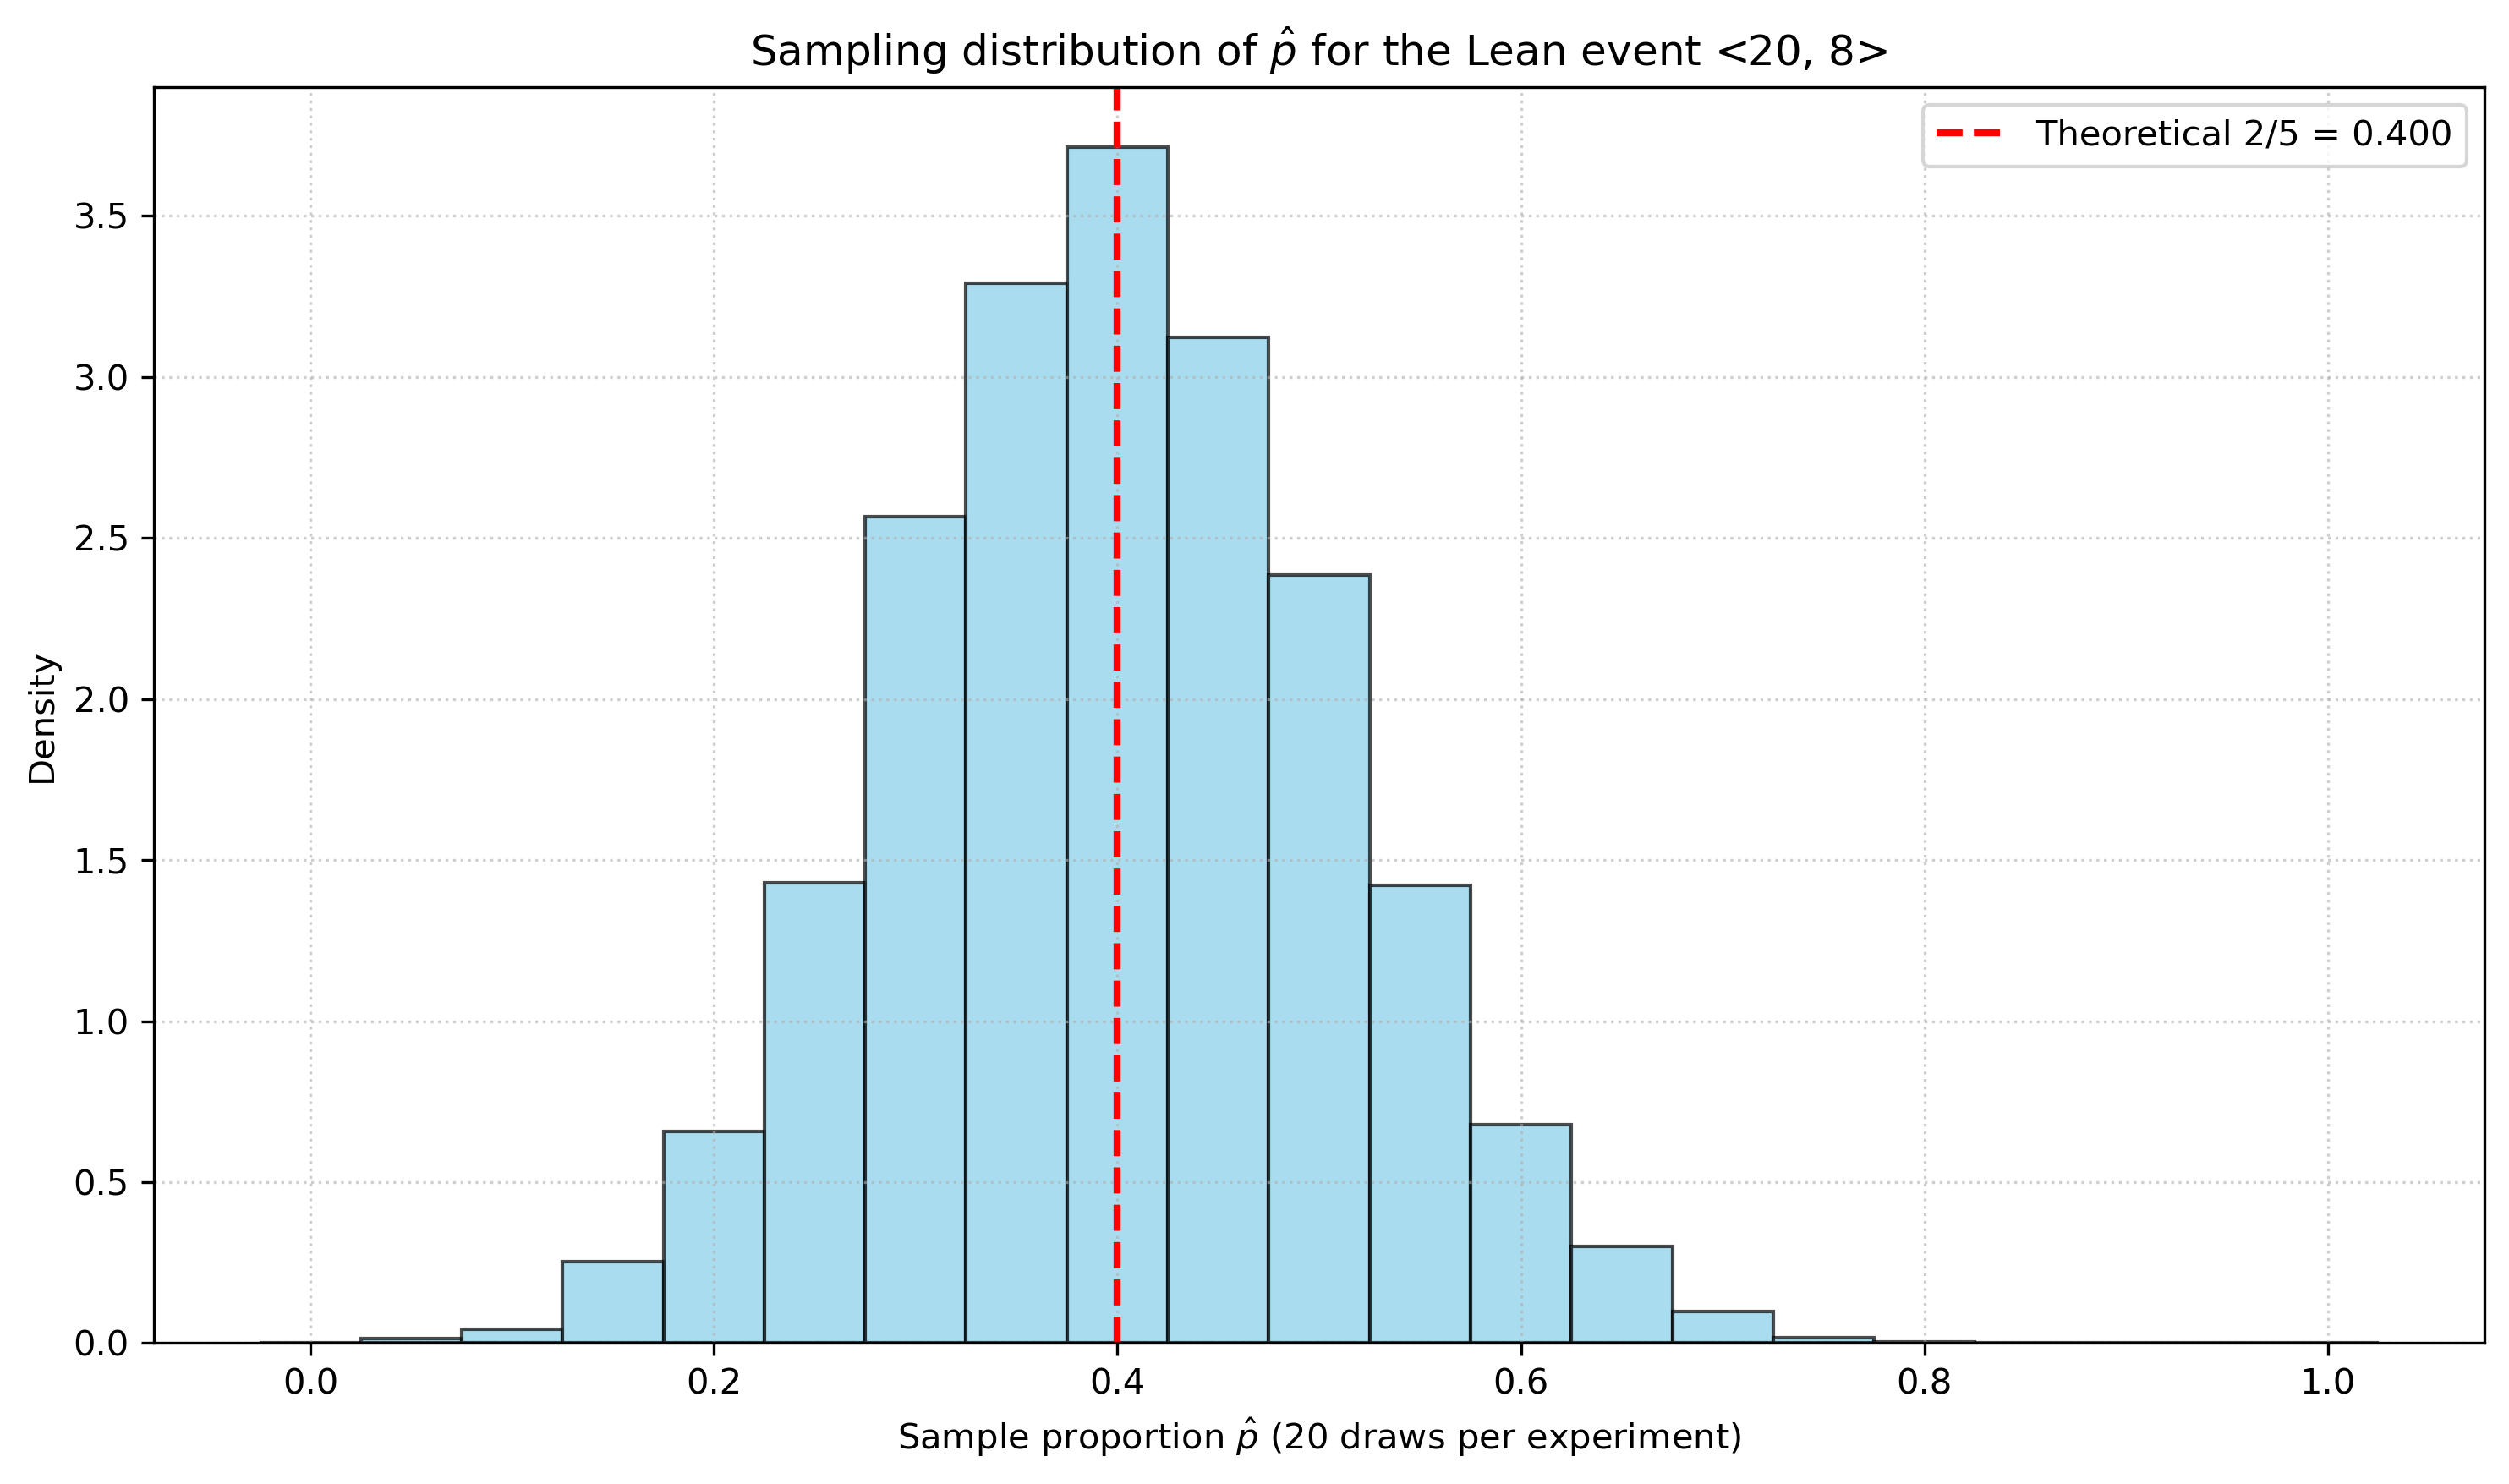 Sampling distribution of p̂ for the Lean event <20, 8>
Theoretical 2/5 = 0.400
Density
3.5
3.0
2.5
2.0
1.5
1.0
0.5
0.0
0.0 0.2 0.4 0.6 0.8 1.0
Sample proportion p̂ (20 draws per experiment)